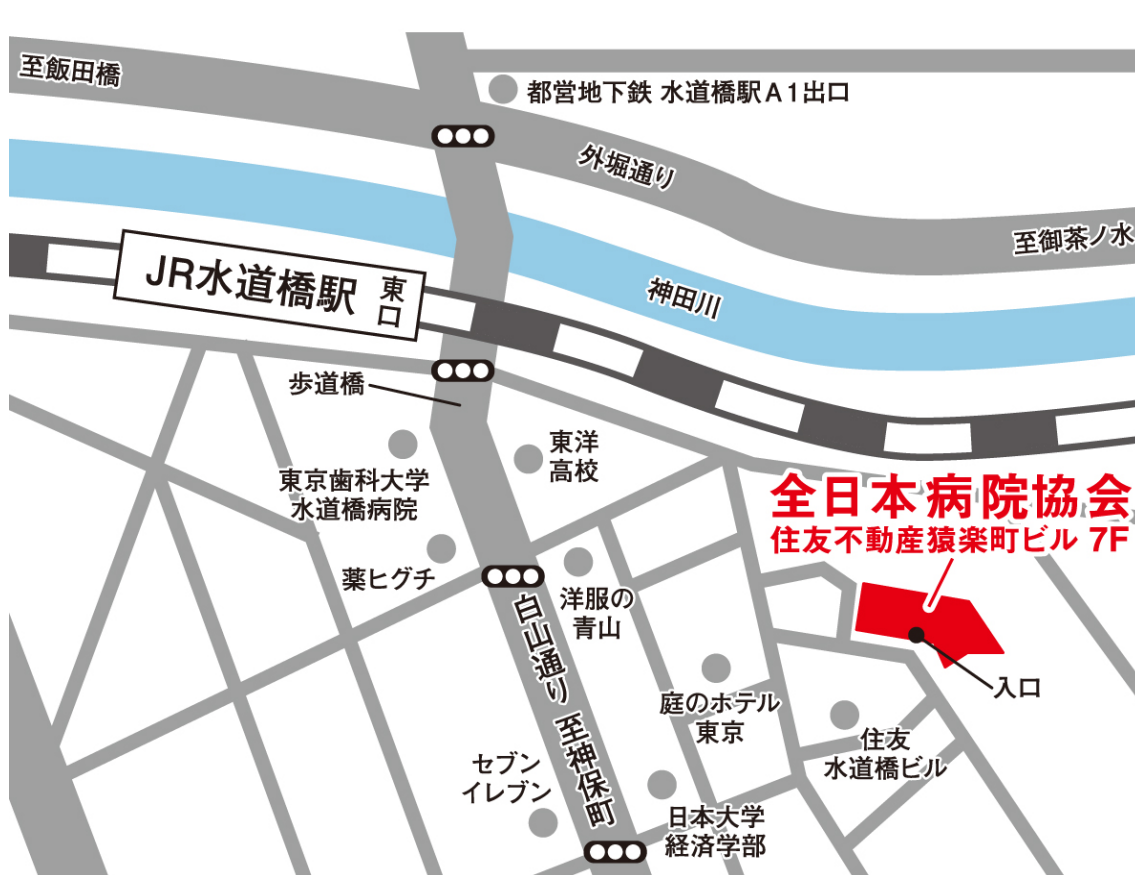 至飯田橋
都営地下鉄 水道橋駅A1出口
外堀通り
至御茶ノ水
JR水道橋駅
東口
神田川
歩道橋
東洋
高校
東京歯科大学
水道橋病院
全日本病院協会
住友不動産猿楽町ビル 7F
薬ヒグチ
洋服の
青山
白山通り 至神保町
入口
庭のホテル
東京
住友
水道橋ビル
セブン
イレブン
日本大学
経済学部